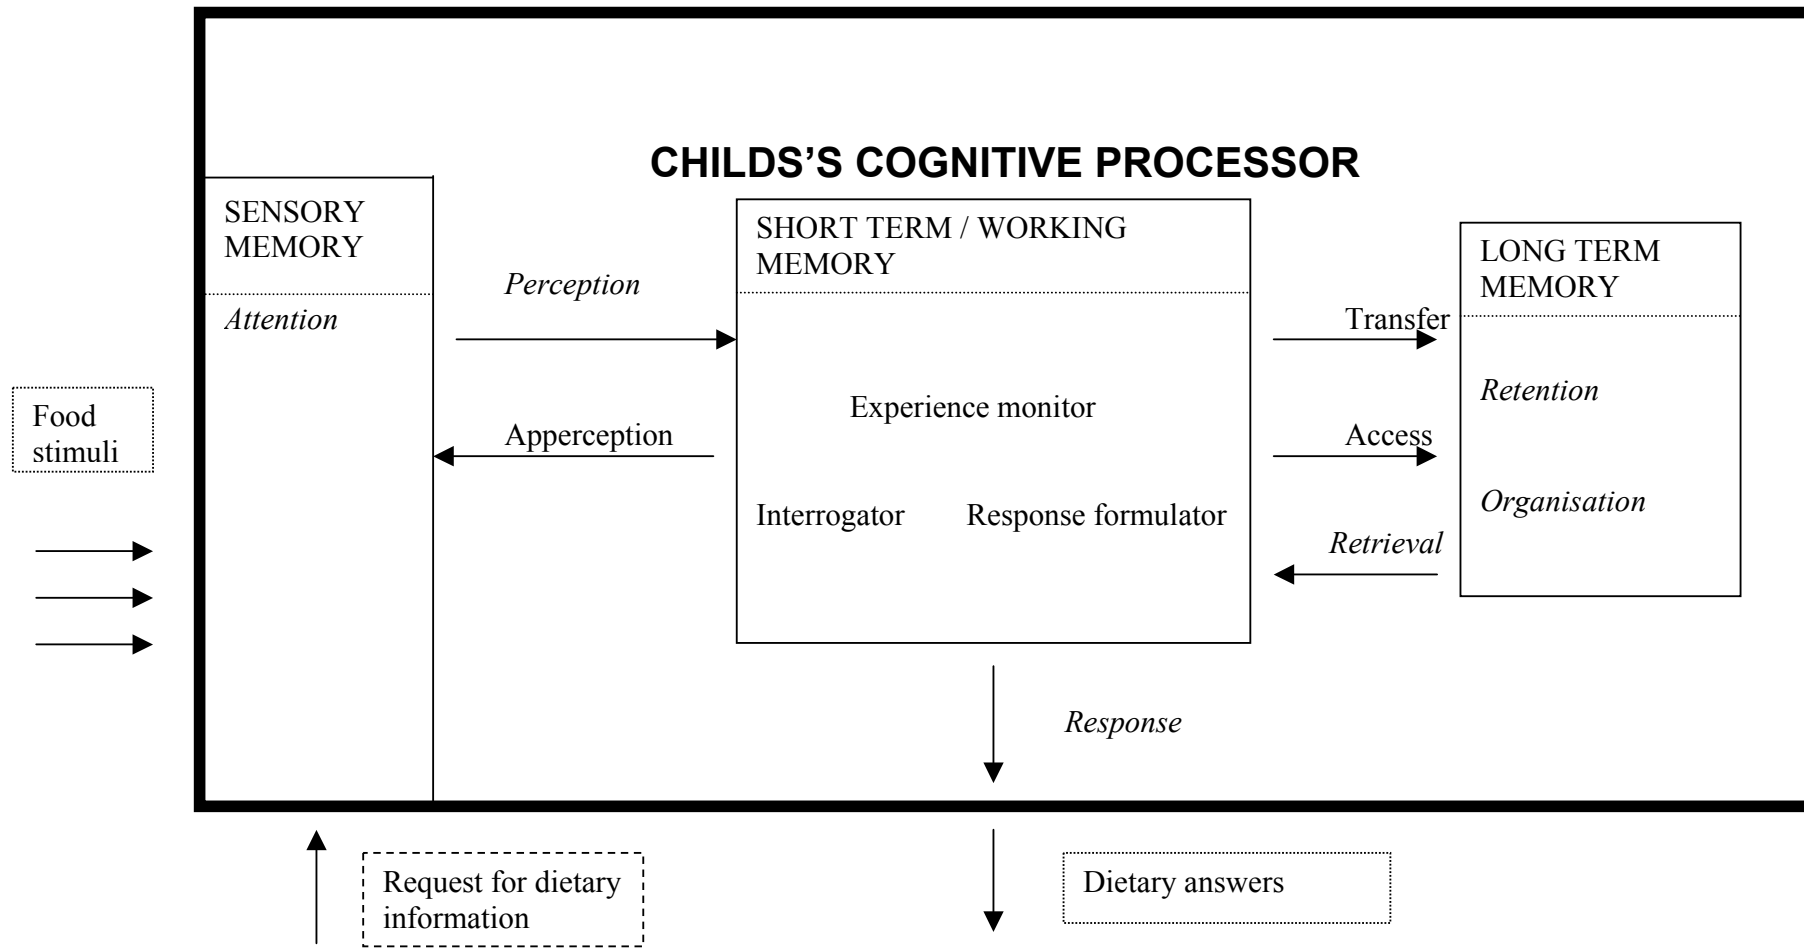 CHILDS’S COGNITIVE PROCESSOR
Food
stimuli
SENSORY
MEMORY
Attention
Perception
Apperception
SHORT TERM / WORKING
MEMORY
Experience monitor
Interrogator
Response formulator
Transfer
Access
Retrieval
LONG TERM
MEMORY
Retention
Organisation
Response
Request for dietary
information
Dietary answers